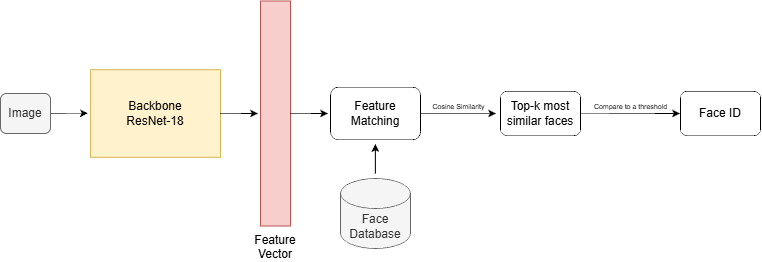 Image
Backbone
ResNet-18
Feature
Vector
Feature
Matching
Face
Database
Cosine Similarity
Top-k most
similar faces
Compare to a threshold
Face ID